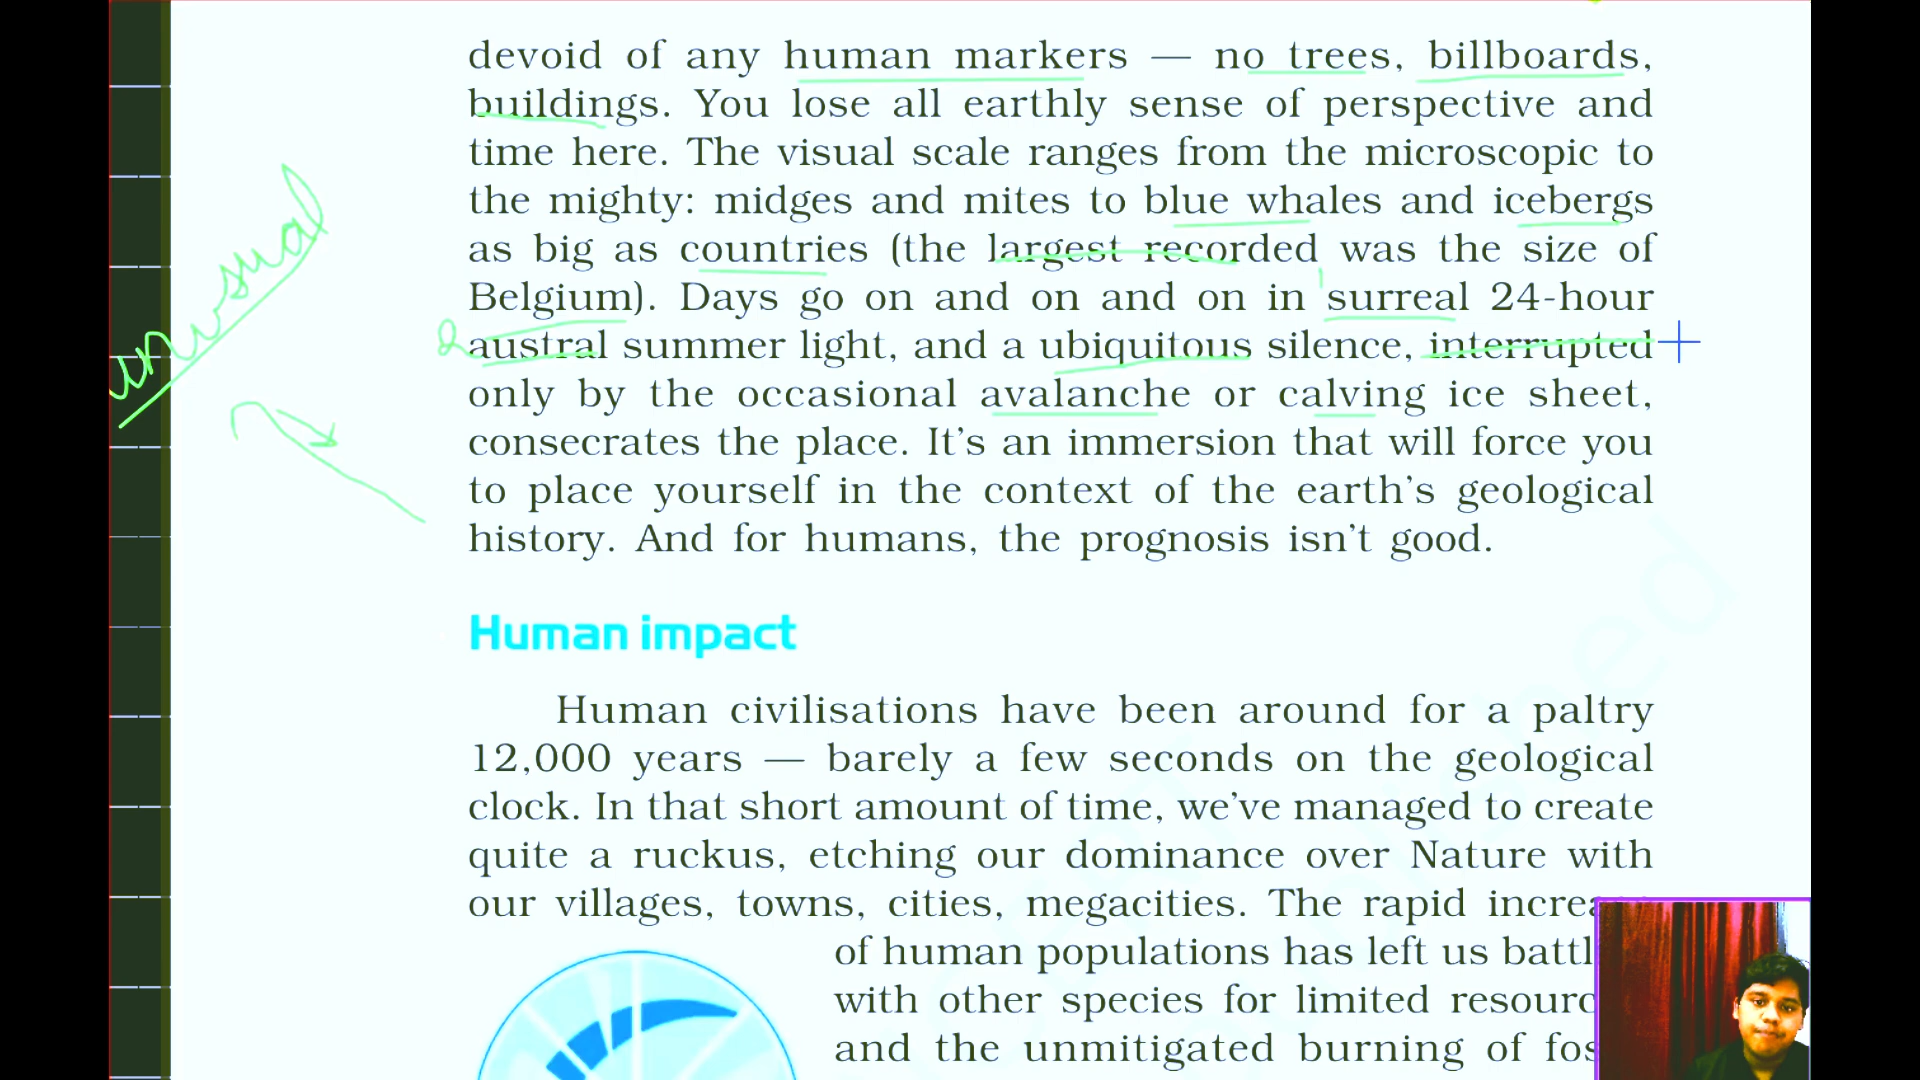 devoid of any human markers — no trees, billboards,
buildings. You lose all earthly sense of perspective and
time here. The visual scale ranges from the microscopic to
the mighty: midges and mites to blue whales and icebergs
as big as countries (the largest recorded was the size of
Belgium). Days go on and on and on in surreal 24-hour
austral summer light, and a ubiquitous silence, interrupted
only by the occasional avalanche or calving ice sheet,
consecrates the place. It's an immersion that will force you
to place yourself in the context of the earth's geological
history. And for humans, the prognosis isn't good.
unusual
Human impact
Human civilisations have been around for a paltry
12,000 years — barely a few seconds on the geological
clock. In that short amount of time, we've managed to create
quite a ruckus, etching our dominance over Nature with
our villages, towns, cities, megacities. The rapid
of human populations has left us
with other species for limited
and the unmitigated burning of